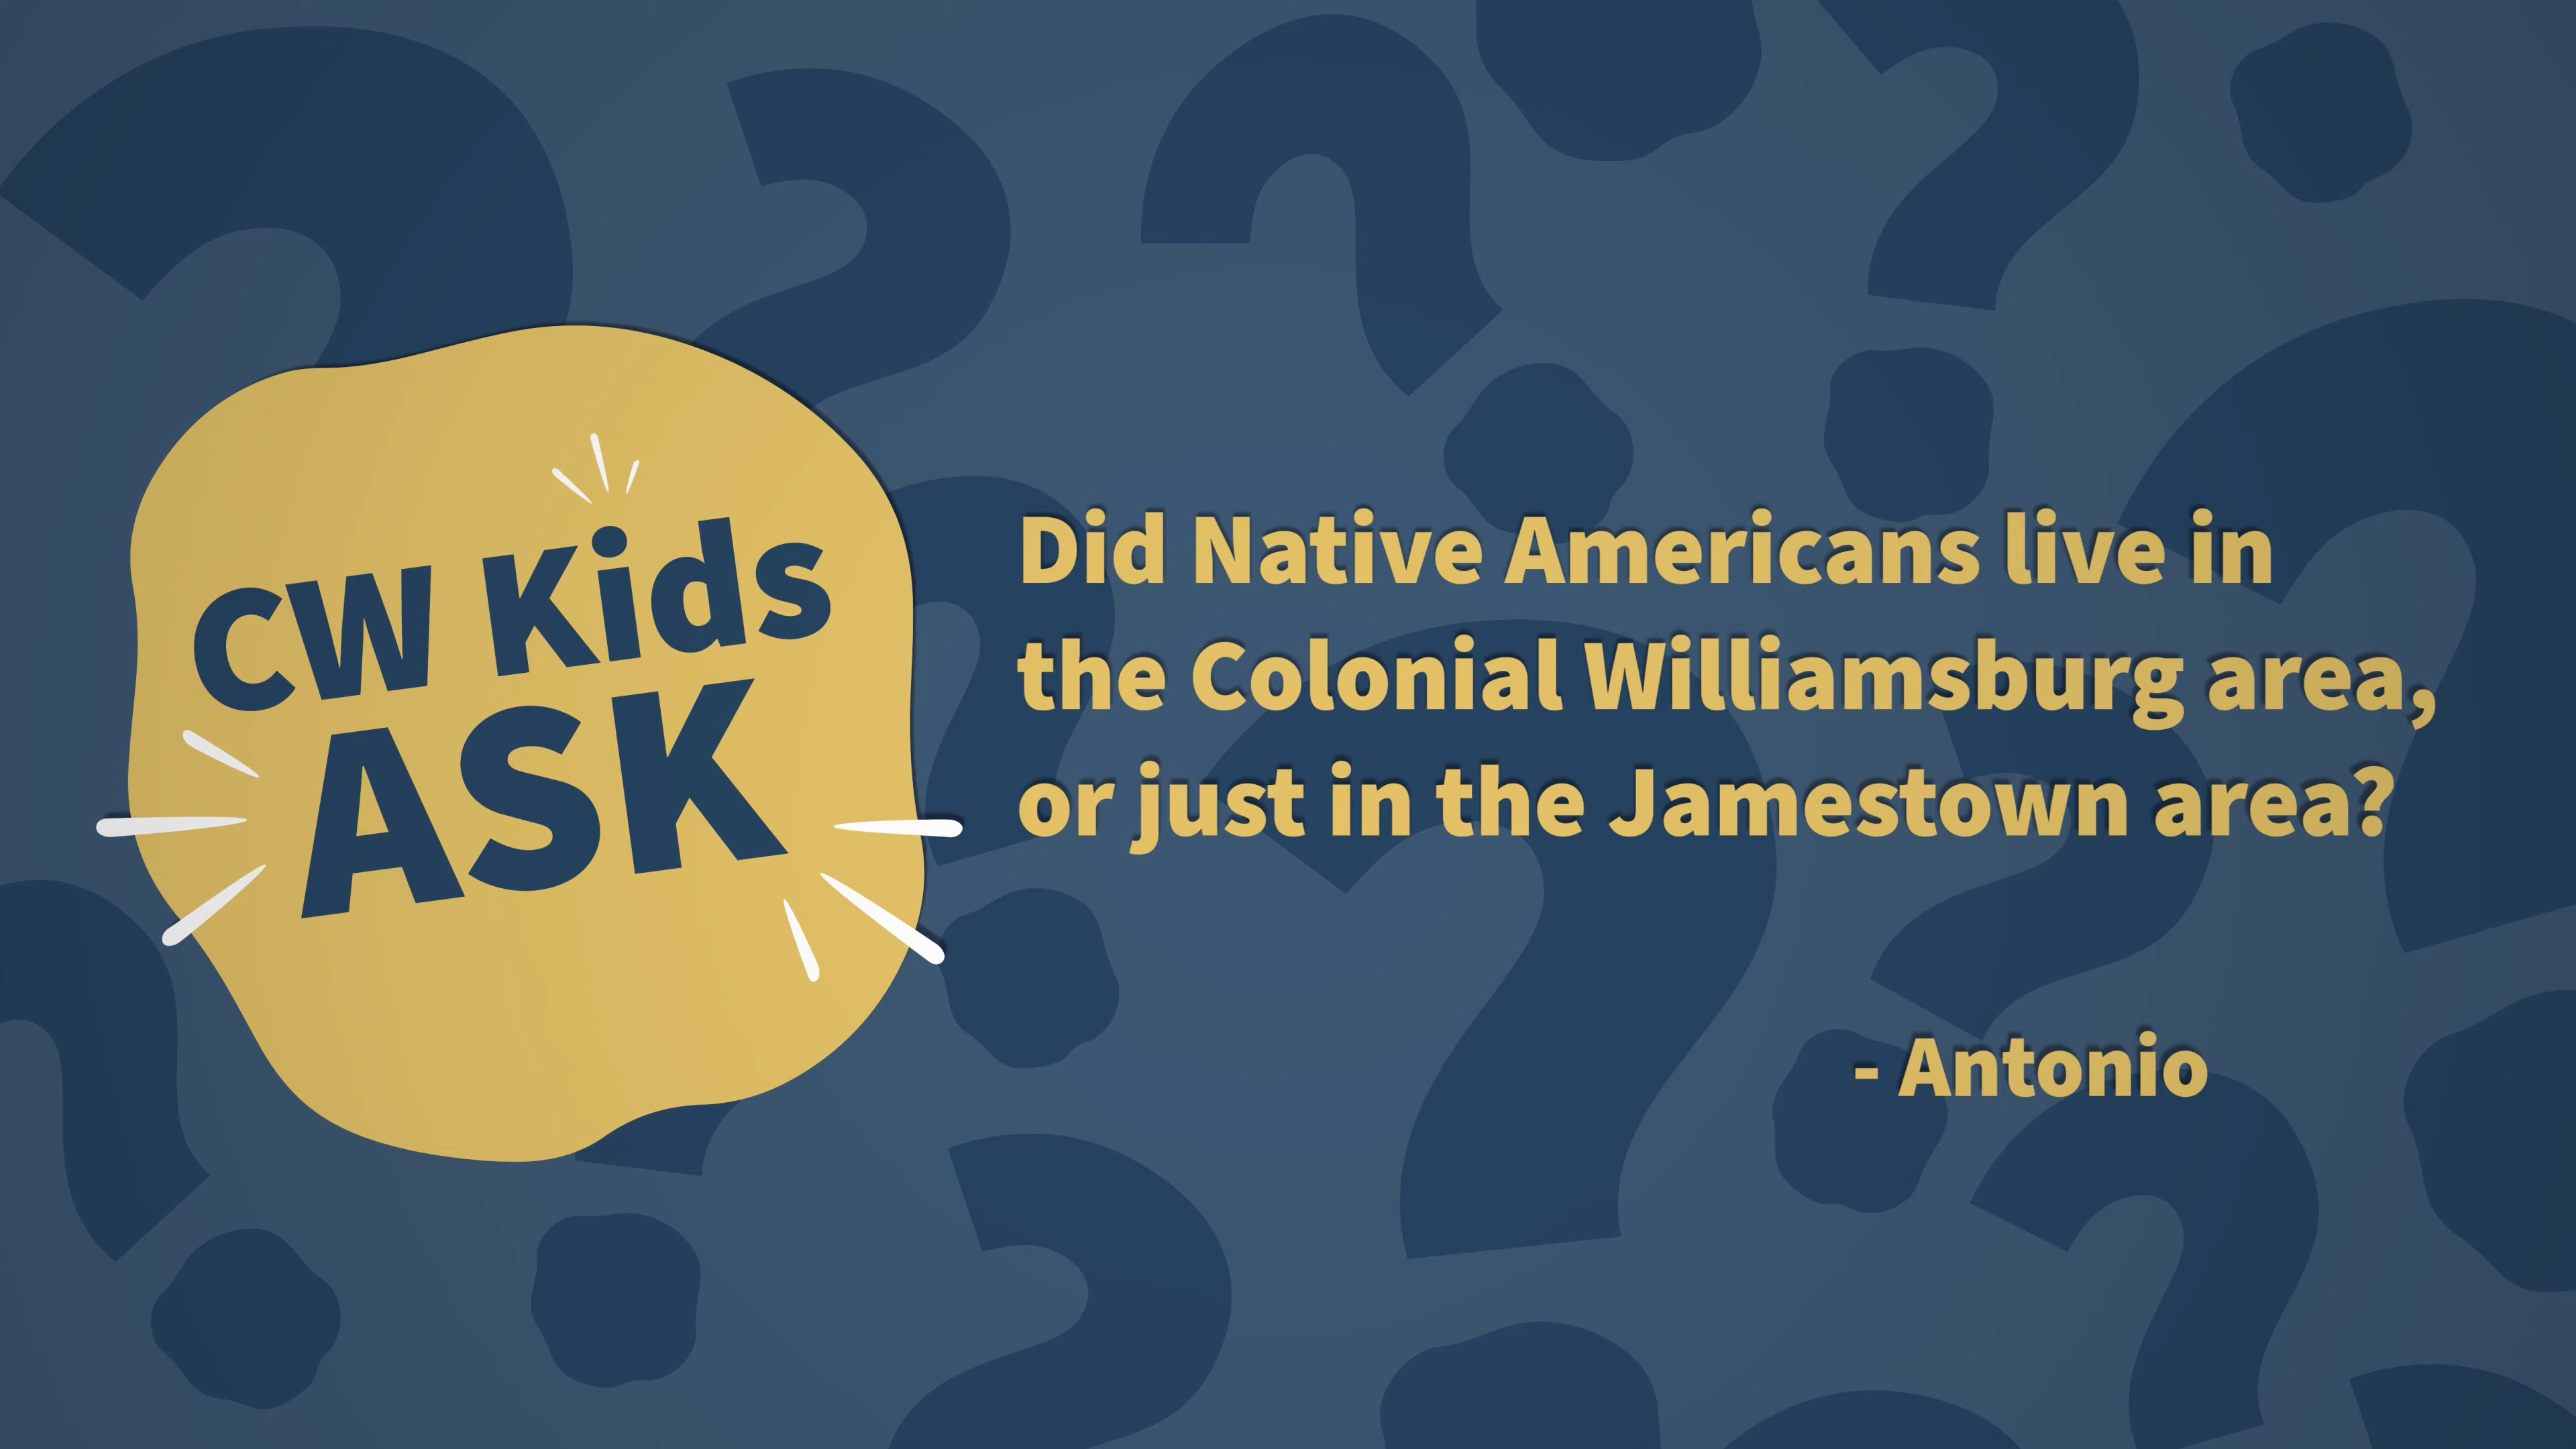 CW Kids
ASK
Did Native Americans live in
the Colonial Williamsburg area,
or just in the Jamestown area?
- Antonio